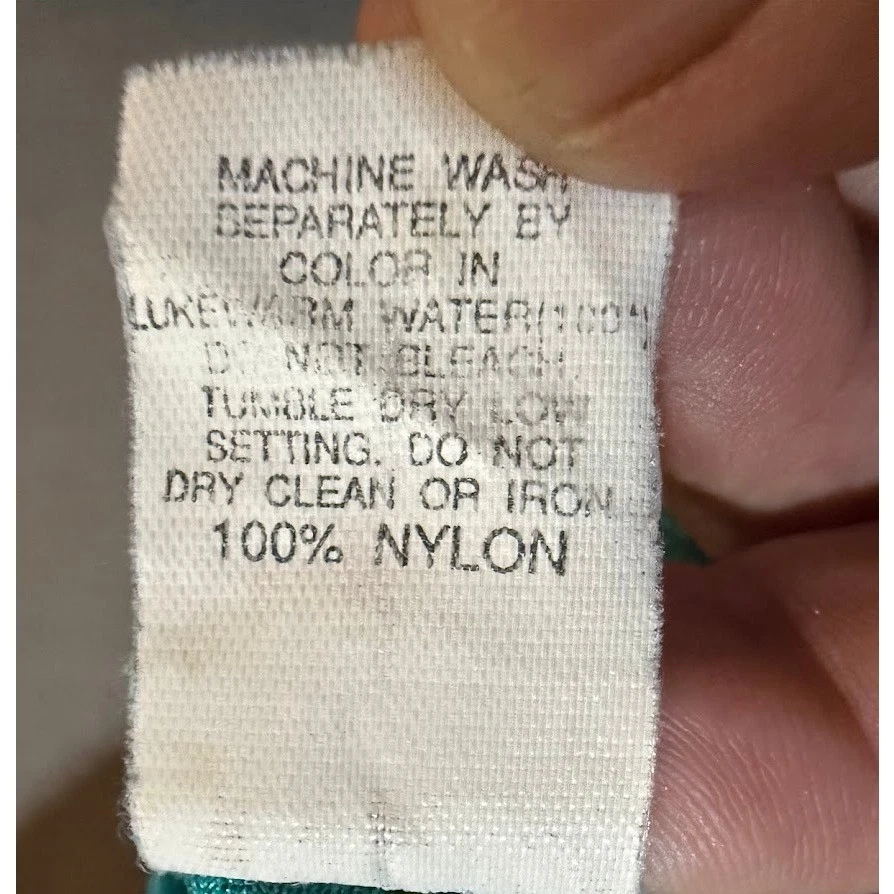 MACHINE WASH
SEPARATELY BY
COLOR IN
LUKEWARM WATER(100°)
DO NOT BLEACH.
TUMBLE DRY LOW
SETTING. DO NOT
DRY CLEAN OR IRON
100% NYLON